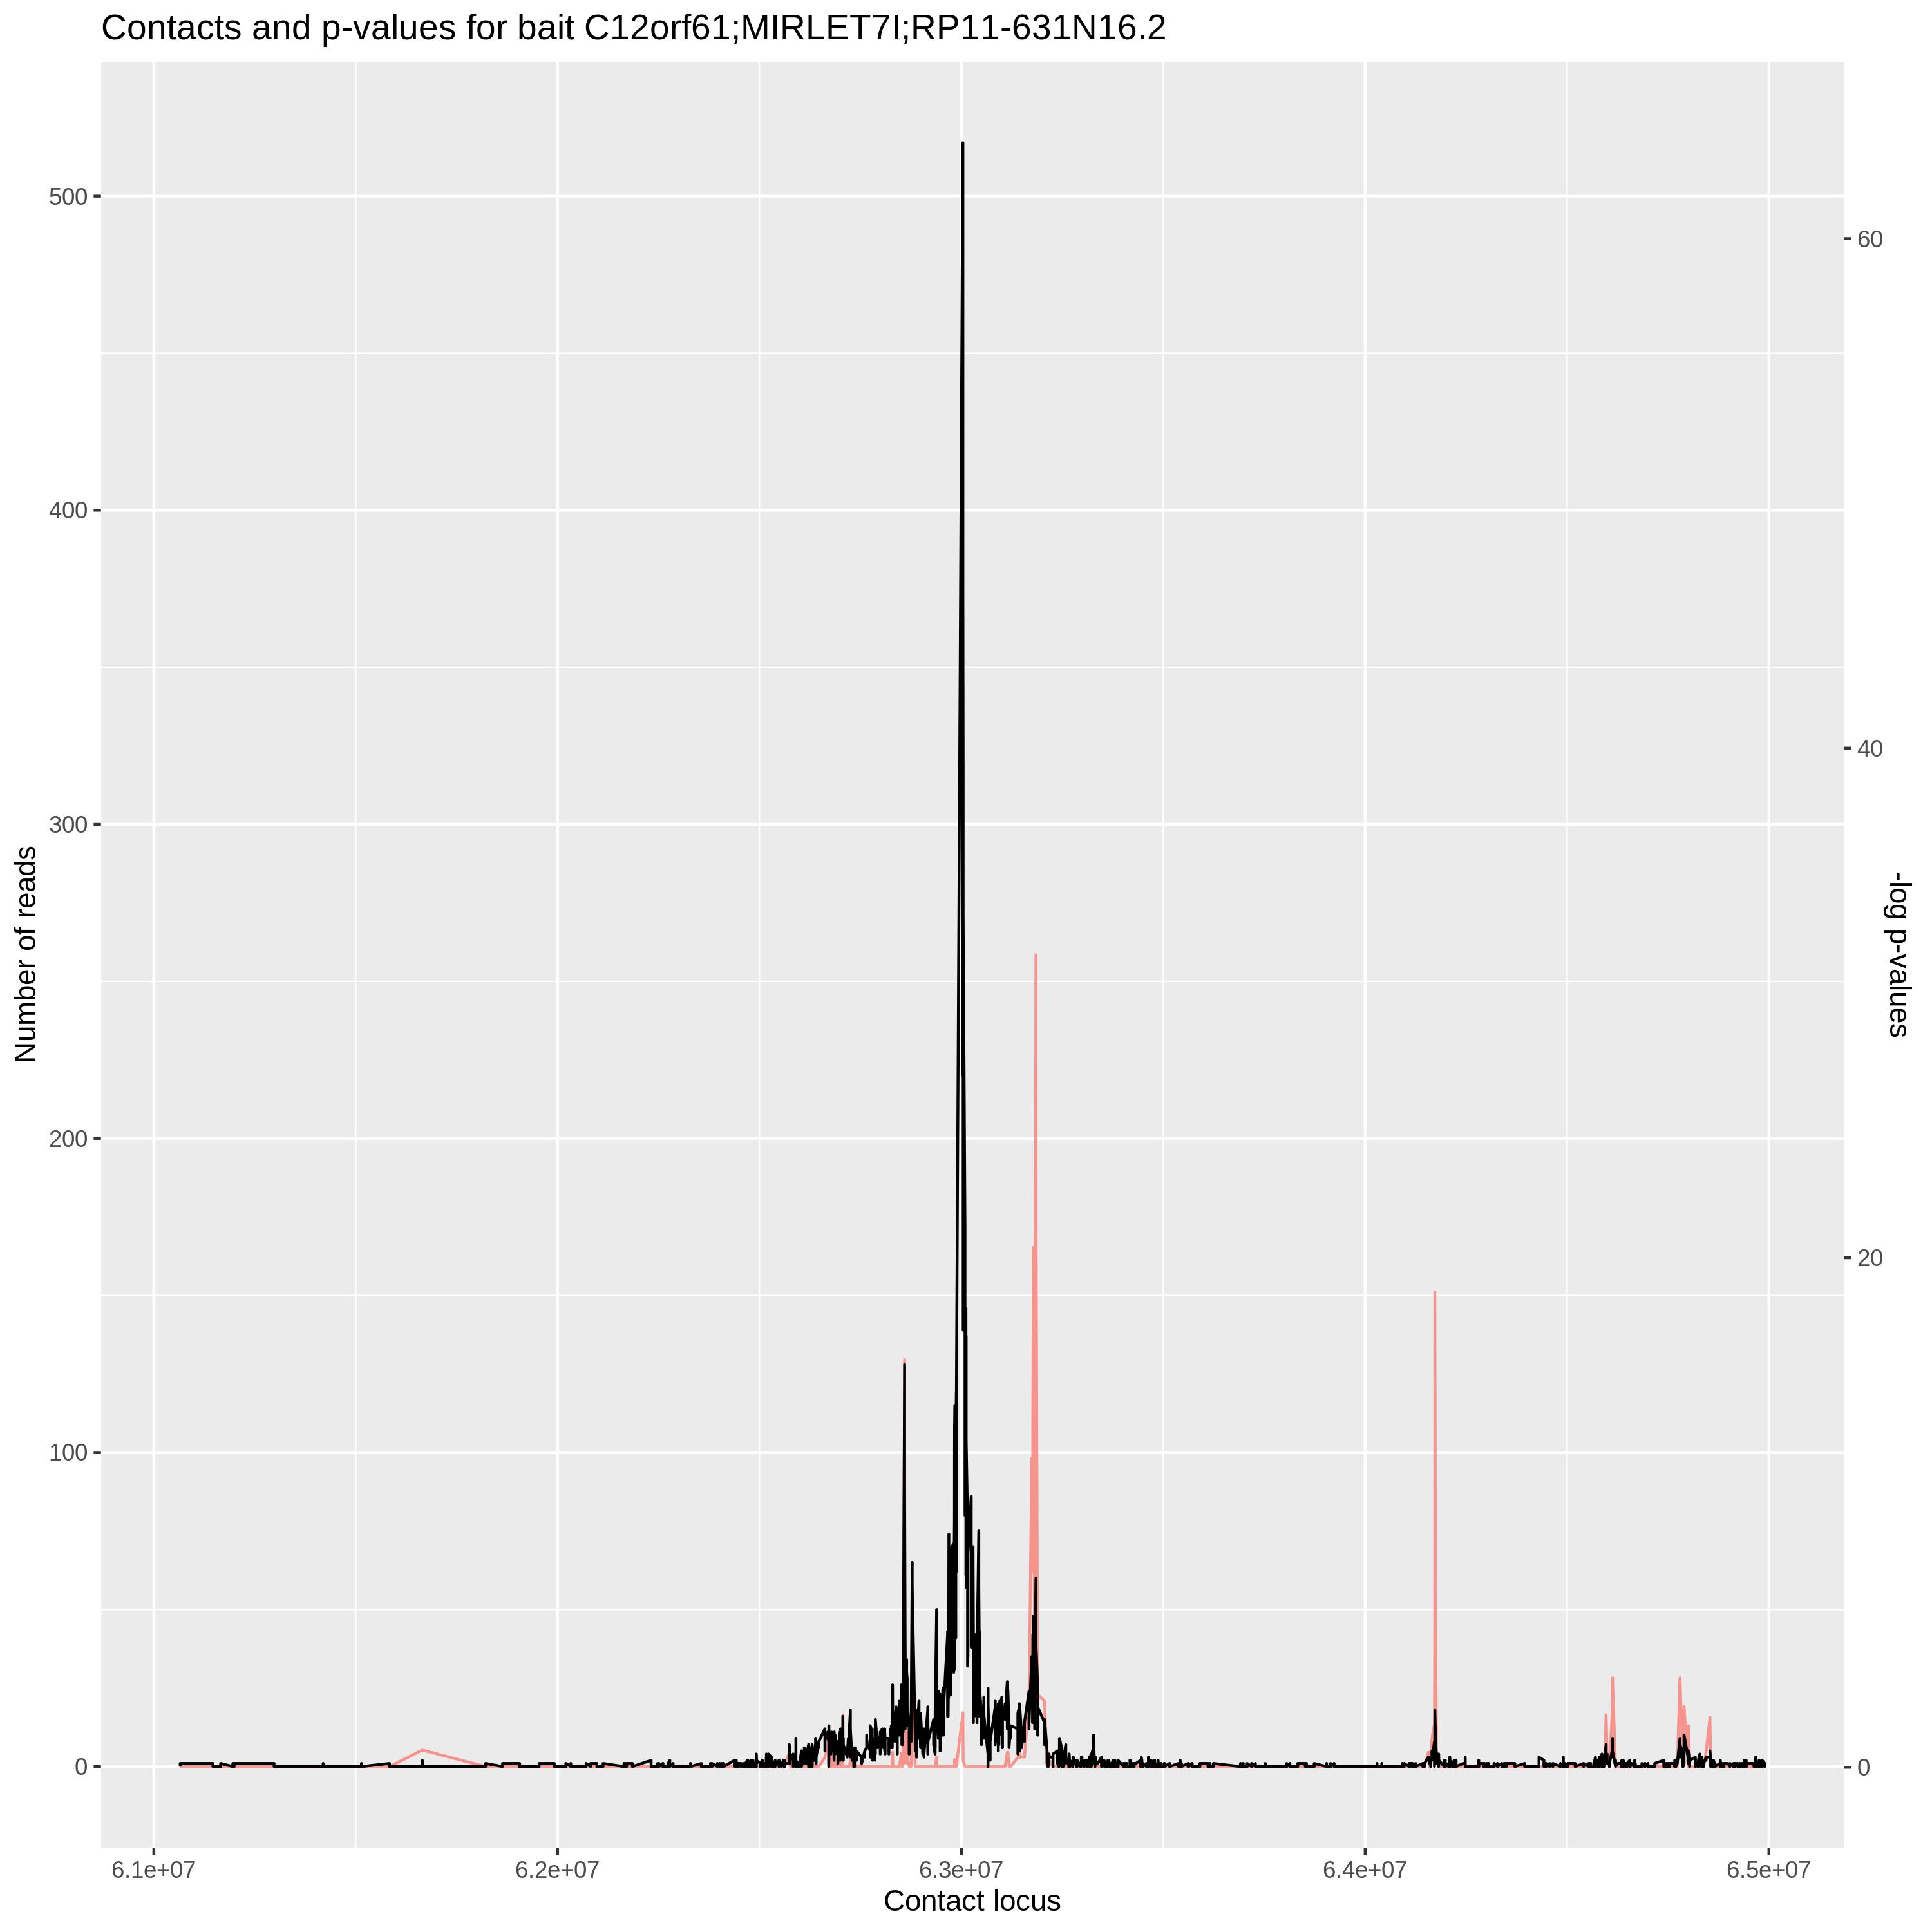 Contacts and p-values for bait C12orf61;MIRLET7I;RP11-631N16.2
500
400
300
200
100
0
Number of reads
60
40
20
0
-log p-values
6.1e+07
6.2e+07
6.3e+07
6.4e+07
6.5e+07
Contact locus